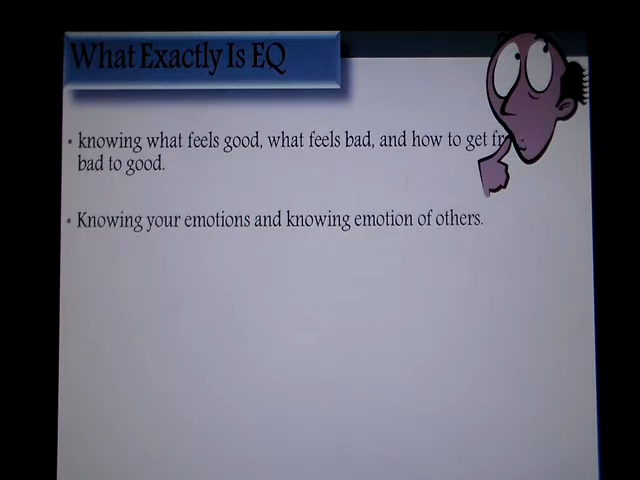 What Exactly Is EQ
• knowing what feels good, what feels bad, and how to get fr
bad to good.
• Knowing your emotions and knowing emotion of others.